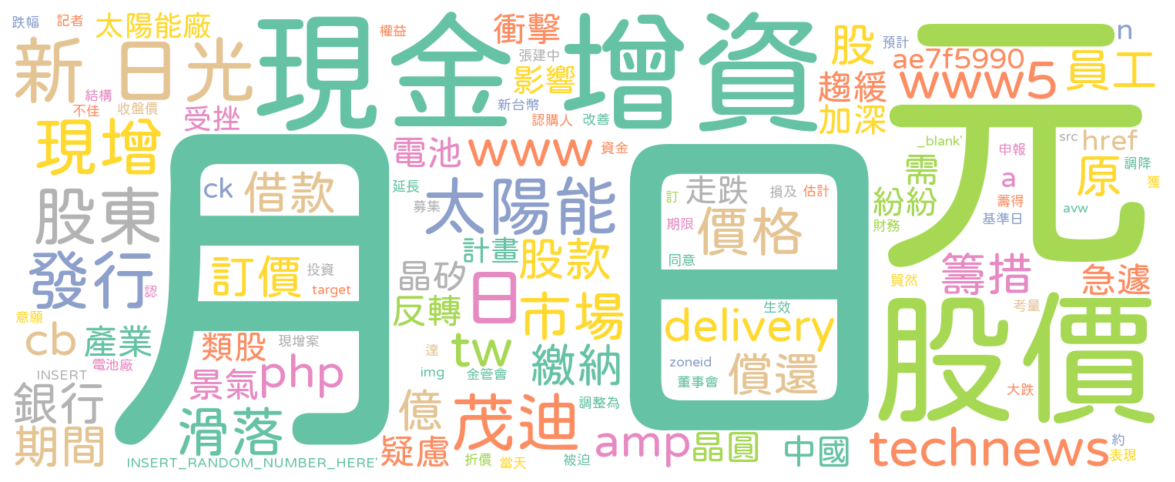 跌幅 記者 太陽能廠 新日光 現金增資 權益 衝擊 張建中 影響 新台幣 認購人 改善 股 預計 n ae7f5990 趨緩 www5 員工 加深
結構 不佳 收盤價 受挫 現增 電池 www 資金 元 _blank' src href 申報 調降 需 原 a 獲
股東 月 ck 借款 延長 募集 太陽能 日 訂 走跌 損及 估計 期限 價格 紛紛 籌得 avw 基準日 財務
發行 認 訂價 投資 target 晶矽 計畫 股款 反轉 日 市場 同意 生效 籌措 貿然 急遽 考量
意願 cb 產業 電池廠 類股 現增案 達 tw 金管會 img 繳納 delivery zoneid 償還 董事會 股價 大跌
INSERT 銀行 景氣 php 滑落 億 茂迪 調整為
期間 INSERT_RANDOM_NUMBER_HERE' 疑慮 折價 當天 被迫 amp 晶圓 中國 technews 約 表現